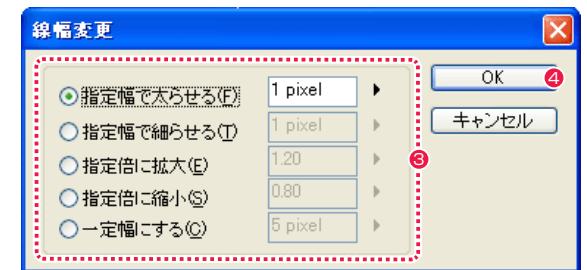 線幅変更
指定幅で太らせる(F) 1 pixel
指定幅で細らせる(T) 1 pixel
指定倍に拡大(E) 1.20
指定倍に縮小(S) 0.80
一定幅にする(C) 5 pixel
③
OK ④
キャンセル